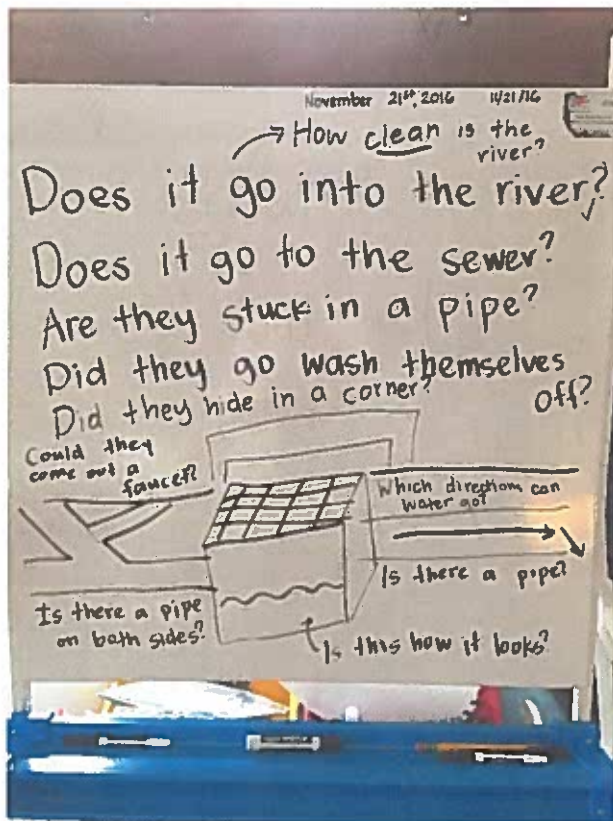 November 21st, 2016 11/21/16
How clean is the
river?
Does it go into the river?
Does it go to the sewer?
Are they stuck in a pipe?
Did they go wash themselves
off?
Did they hide in a corner?
Could they
come out a
faucet?
Which direction can
water go?
Is there a pipe?
Is there a pipe
on both sides?
Is this how it looks?